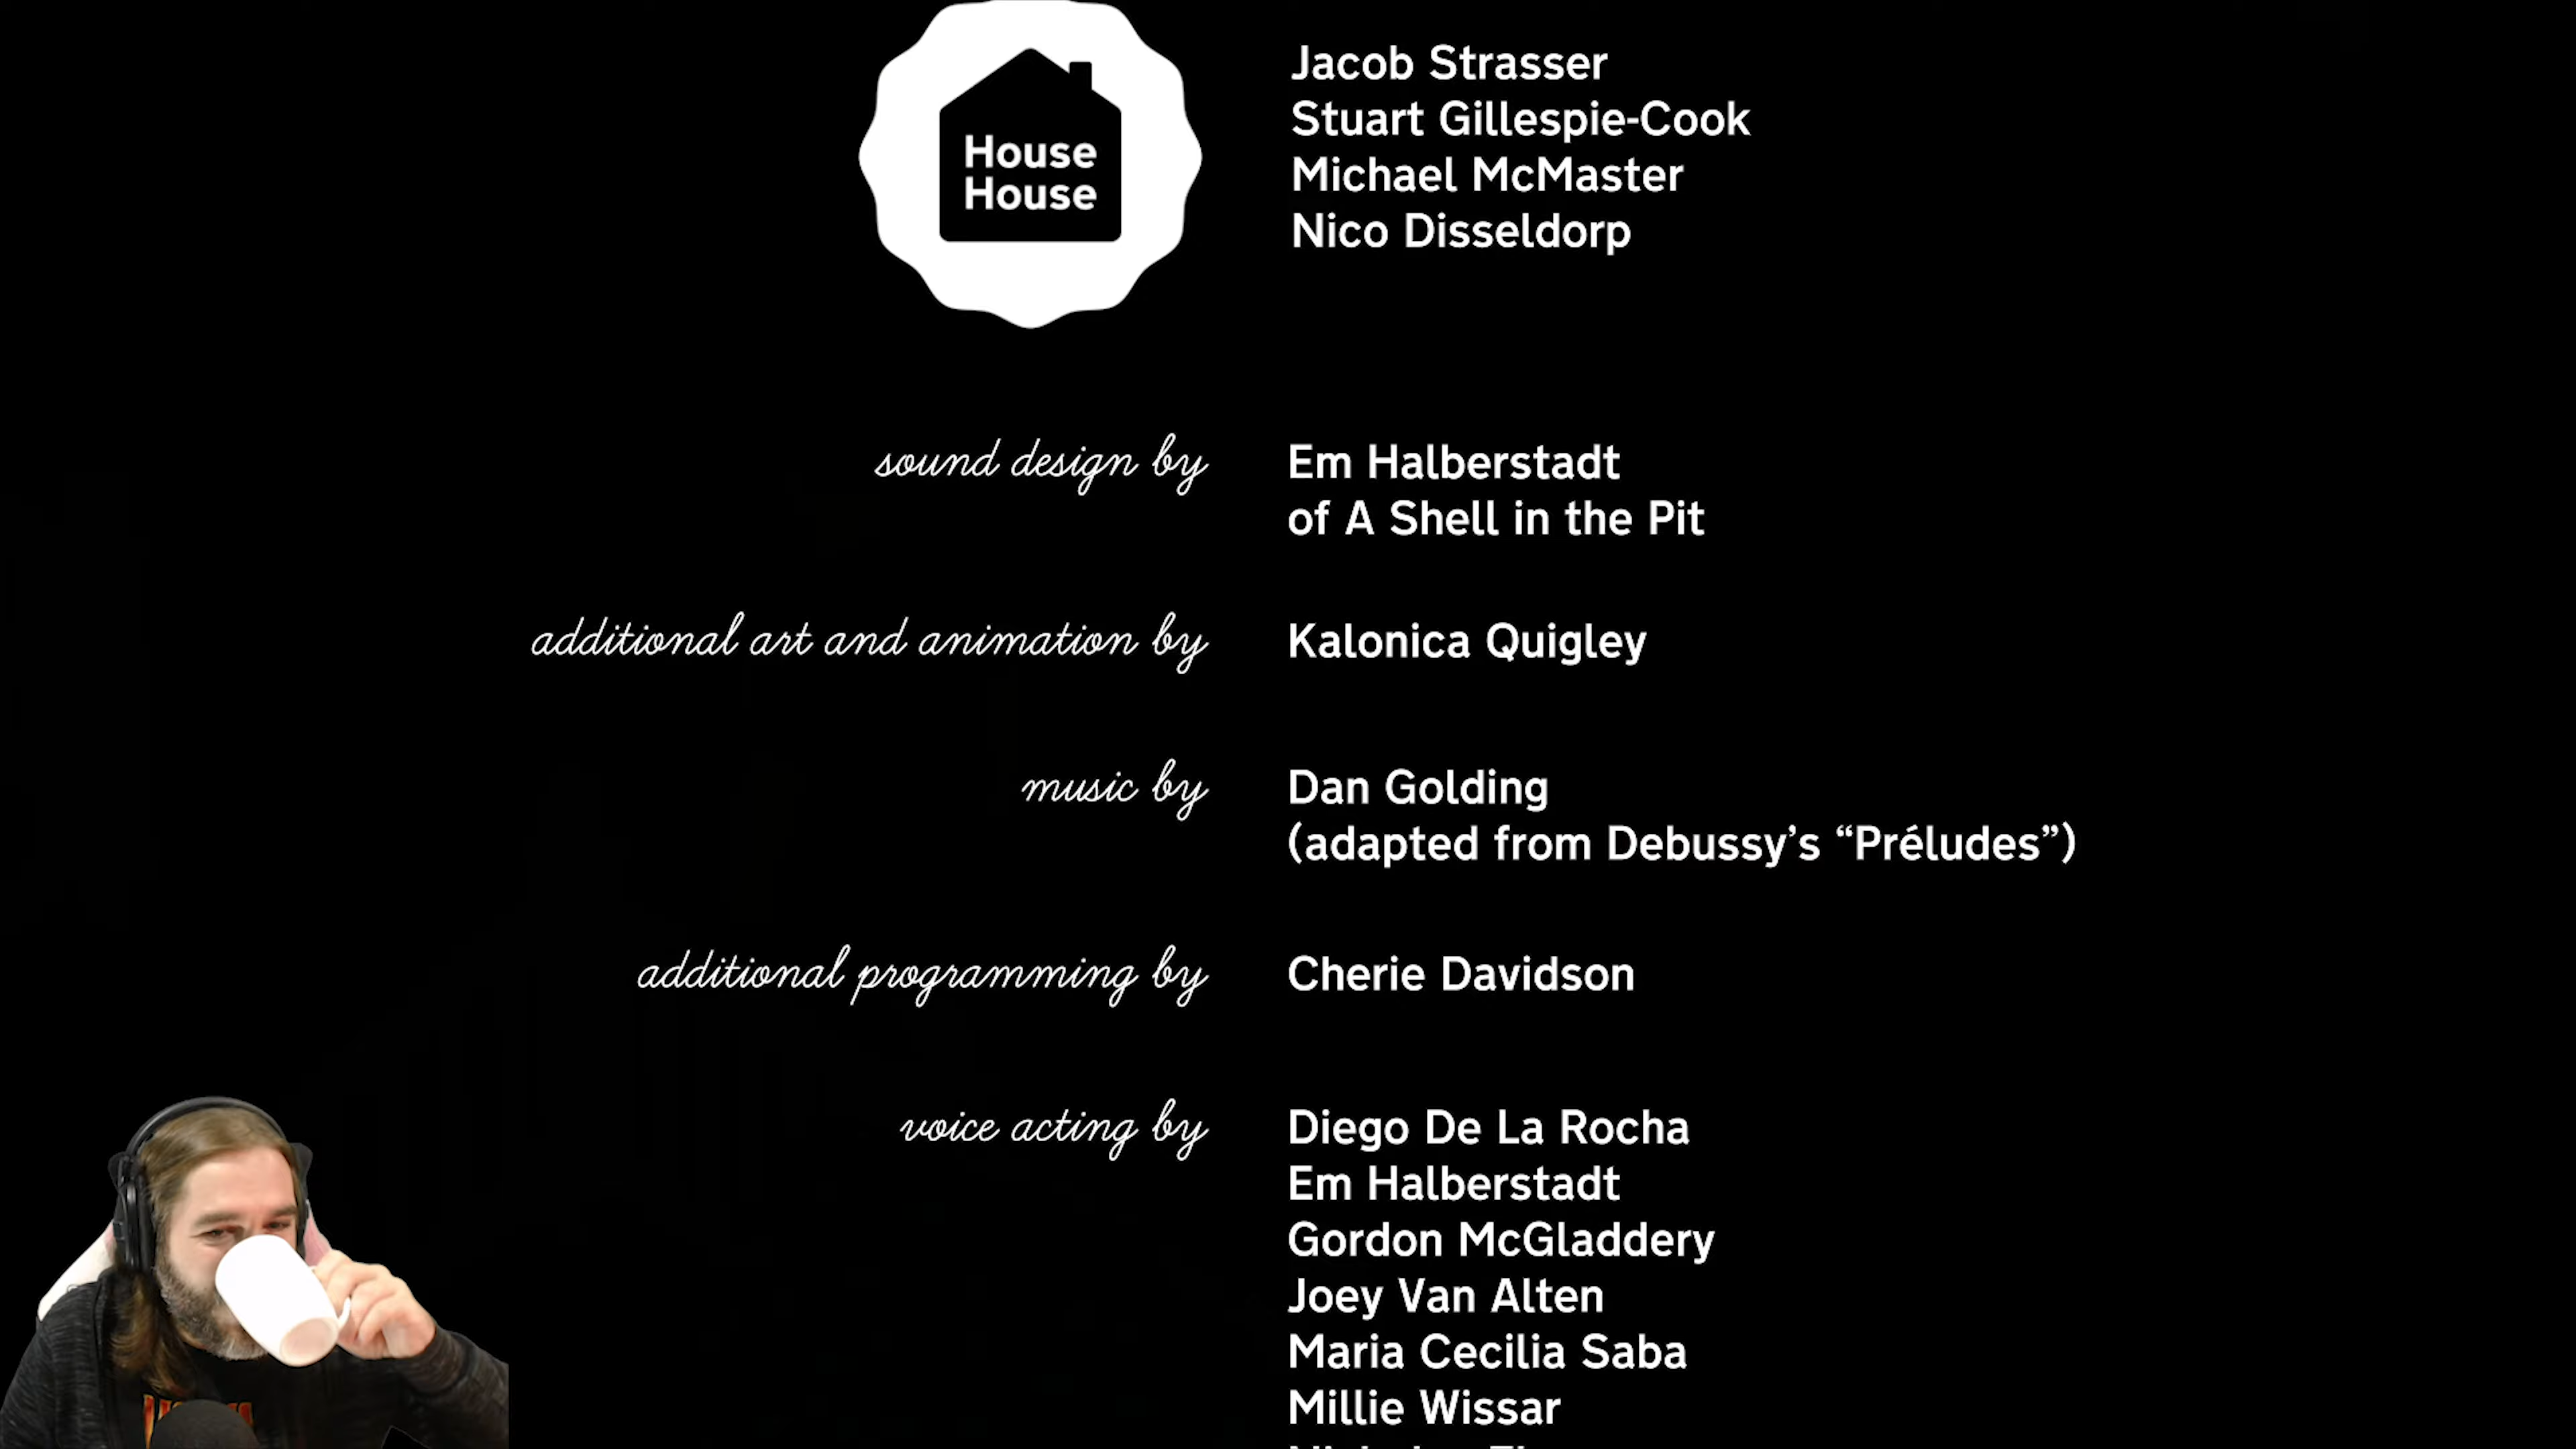 House
House
Jacob Strasser
Stuart Gillespie-Cook
Michael McMaster
Nico Disseldorp
sound design by
Em Halberstadt
of A Shell in the Pit
additional art and animation by
Kalonica Quigley
music by
Dan Golding
(adapted from Debussy’s “Préludes”)
additional programming by
Cherie Davidson
voice acting by
Diego De La Rocha
Em Halberstadt
Gordon McGladdery
Joey Van Alten
Maria Cecilia Saba
Millie Wissar